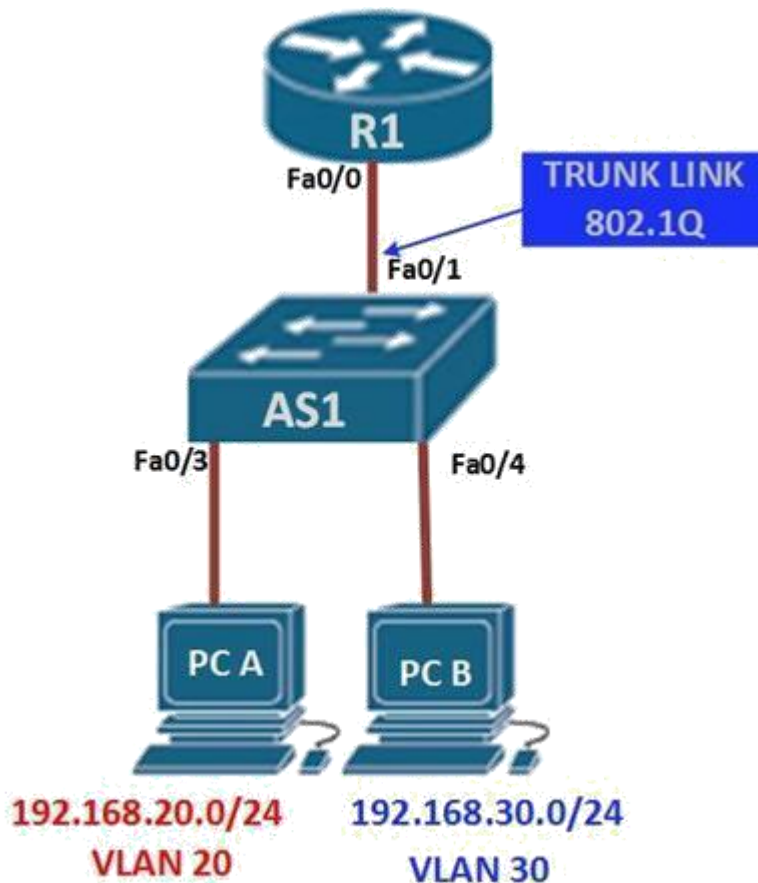 R1
Fa0/0
TRUNK LINK
802.1Q
Fa0/1
AS1
Fa0/3
Fa0/4
PC A
PC B
192.168.20.0/24
VLAN 20
192.168.30.0/24
VLAN 30